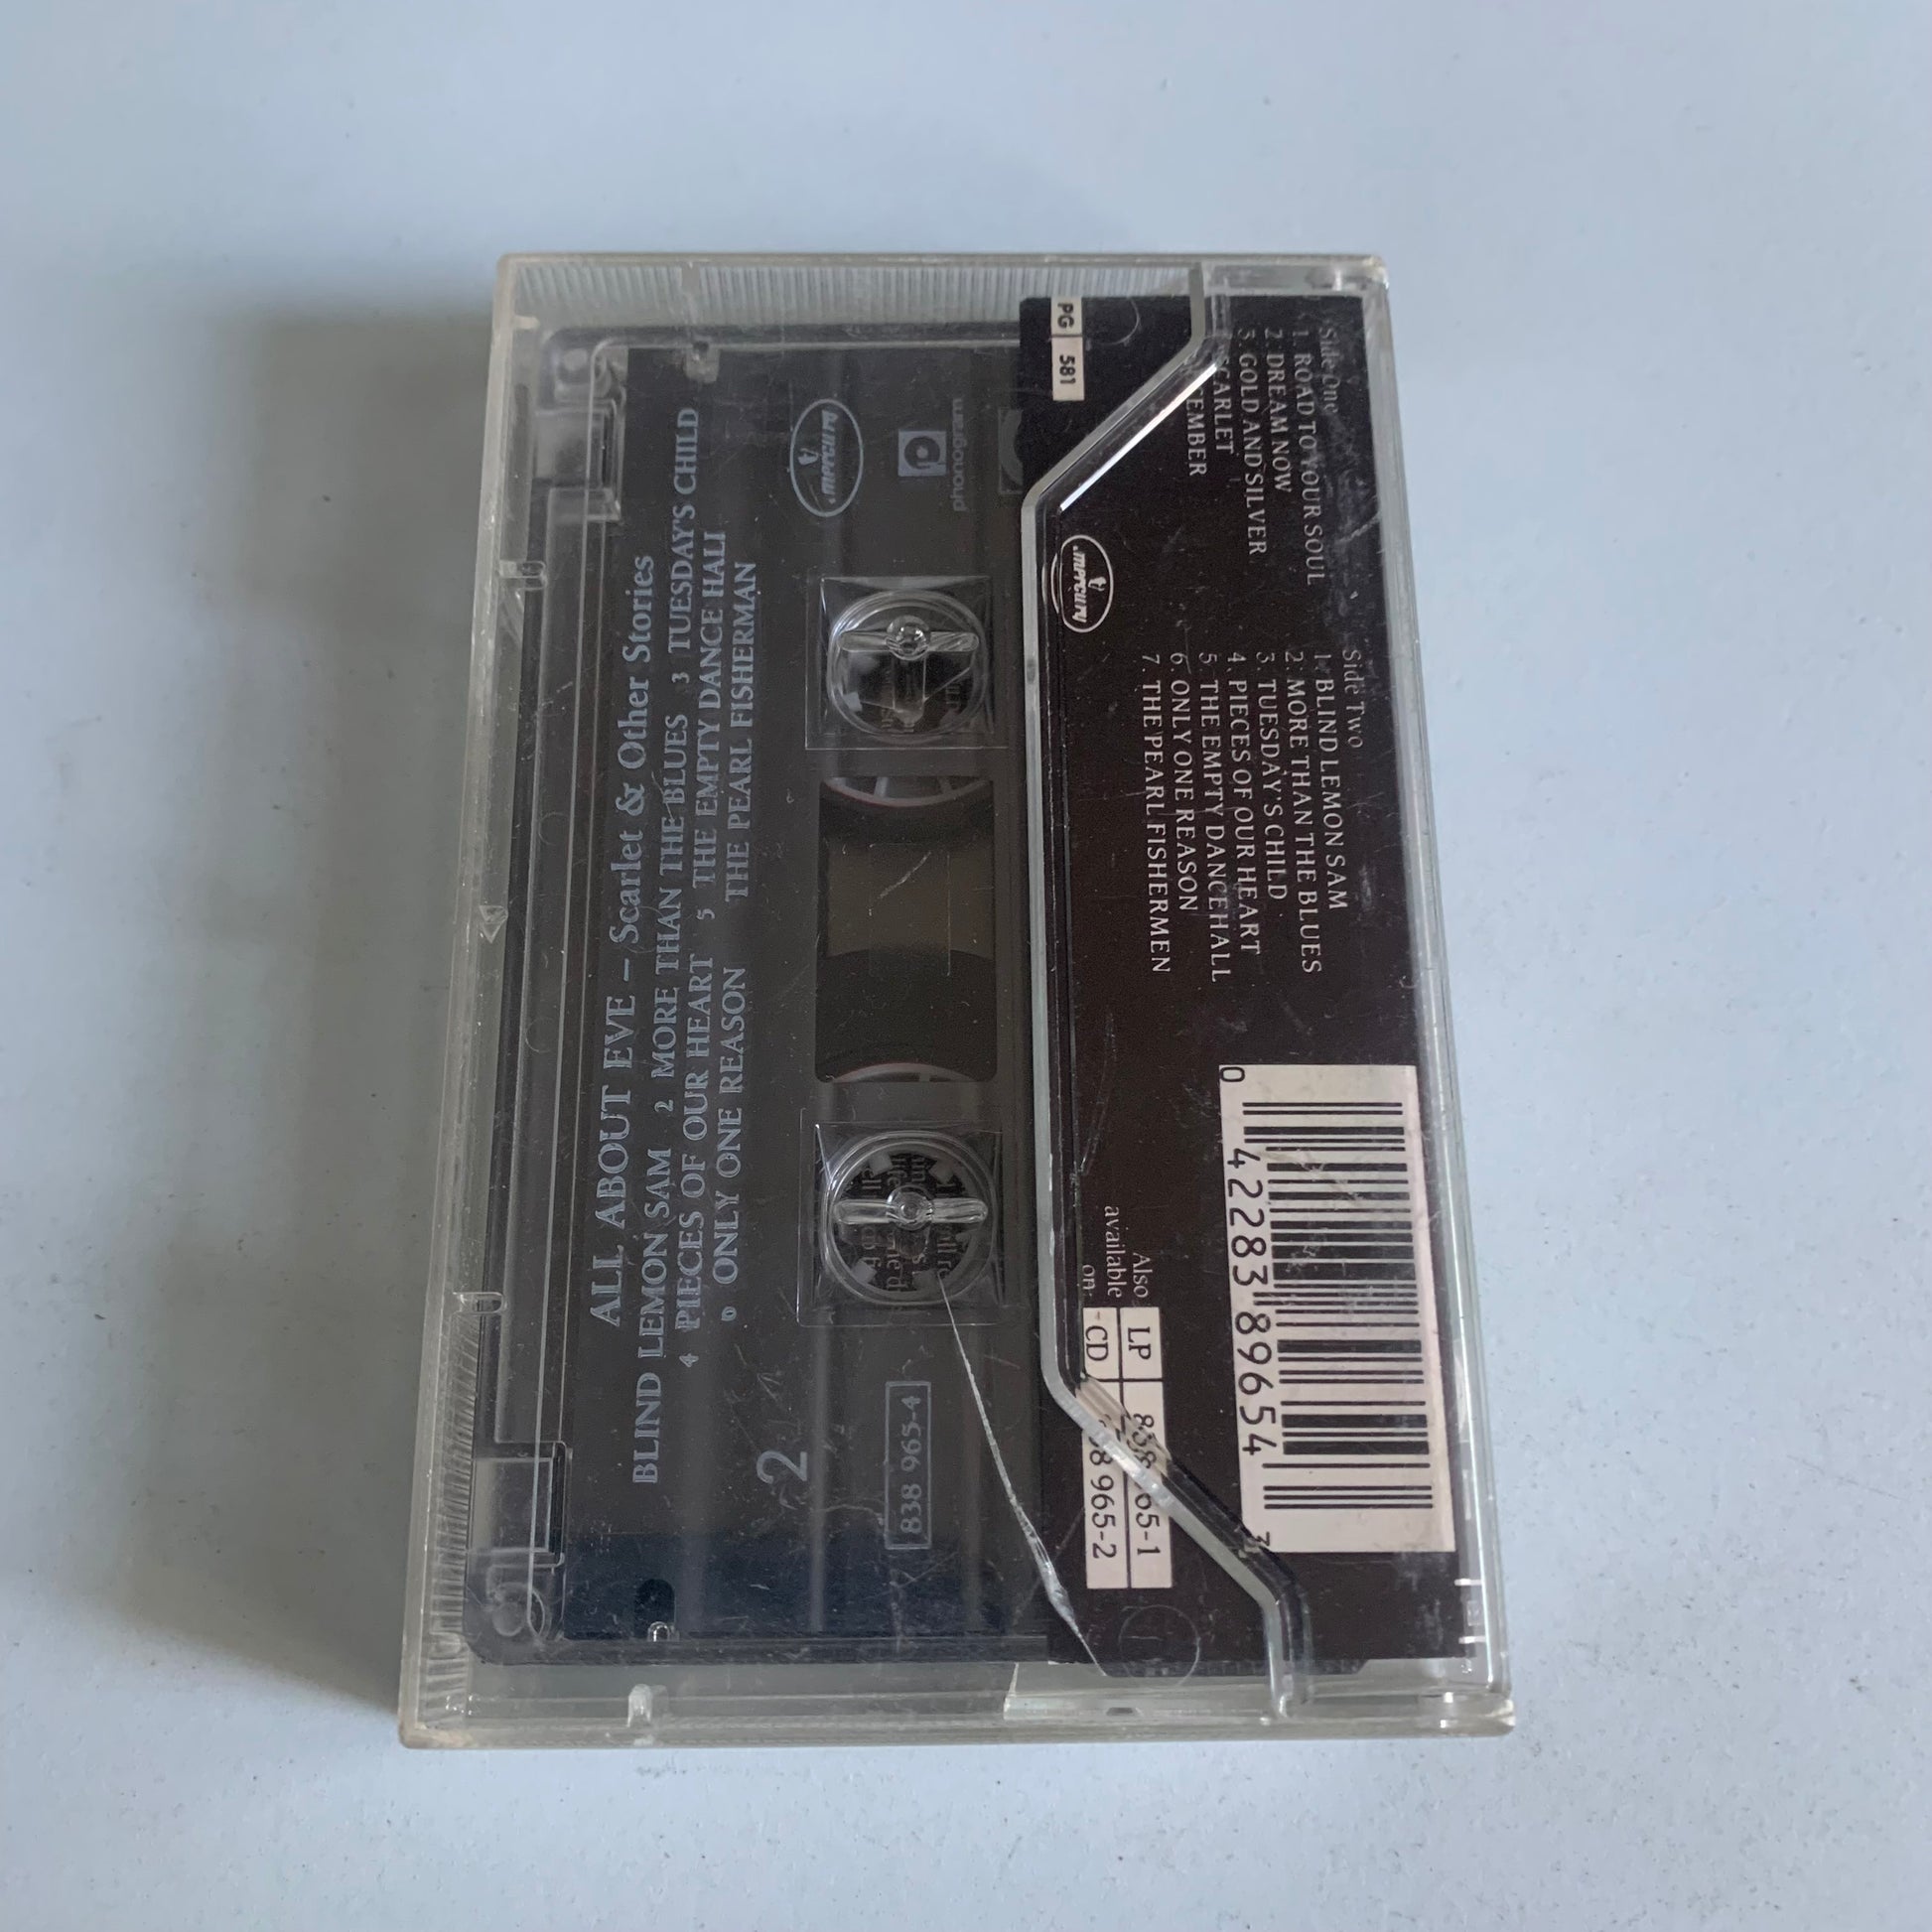 ALL ABOUT EVE – Scarlet & Other Stories
BLIND LEMON SAM 2 MORE THAN THE BLUES 3 TUESDAY'S CHILD
4 PIECES OF OUR HEART 5 THE EMPTY DANCE HALL
6 ONLY ONE REASON THE PEARL FISHERMAN
mercury
phonogram
2
838 965-4
PG 581
Side One
1. ROAD TO YOUR SOUL
2. DREAM NOW
3. GOLD AND SILVER
SCARLET
EMBER
mercury
Side Two
1. BLIND LEMON SAM
2. MORE THAN THE BLUES
3. TUESDAY'S CHILD
4. PIECES OF OUR HEART
5. THE EMPTY DANCEHALL
6. ONLY ONE REASON
7. THE PEARL FISHERMEN
Also
available
on:
LP 838 965-1
CD 838 965-2
0 42283 89654 3